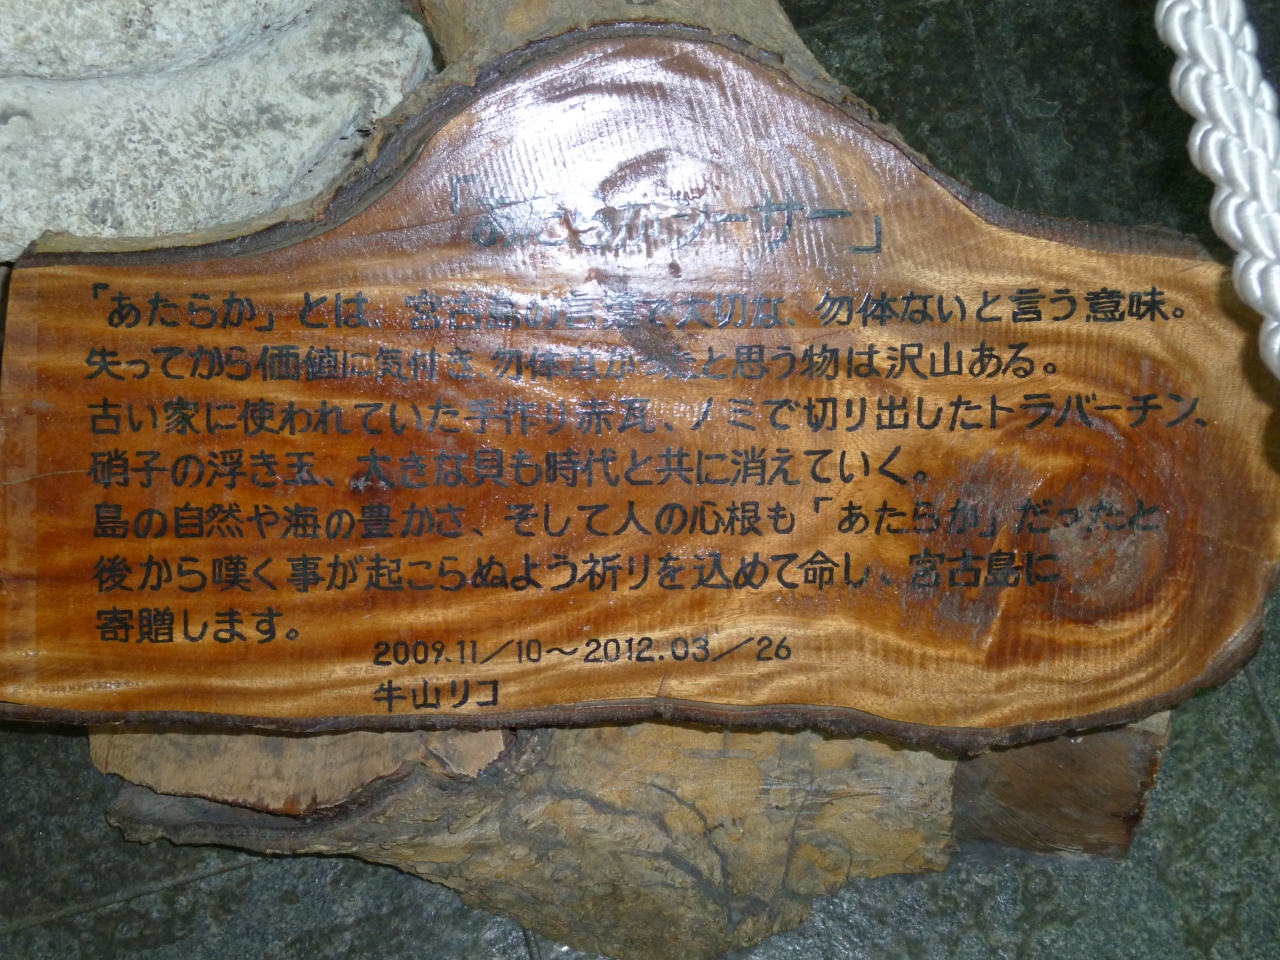 「あたらかシーサー」
「あたらか」とは、宮古島の言葉で大切な、勿体ないと言う意味。
失ってから価値に気付き、勿体なかったと思う物は沢山ある。
古い家に使われていた手作り赤瓦、ノミで切り出したトラバーチン、
硝子の浮き玉、大きな貝も時代と共に消えていく。
島の自然や海の豊かさ、そして人の心根も「あたらか」だったと
後から嘆く事が起こらぬよう祈りを込めて命し、宮古島に
寄贈します。
2009.11/10～2012.03/26
牛山リコ